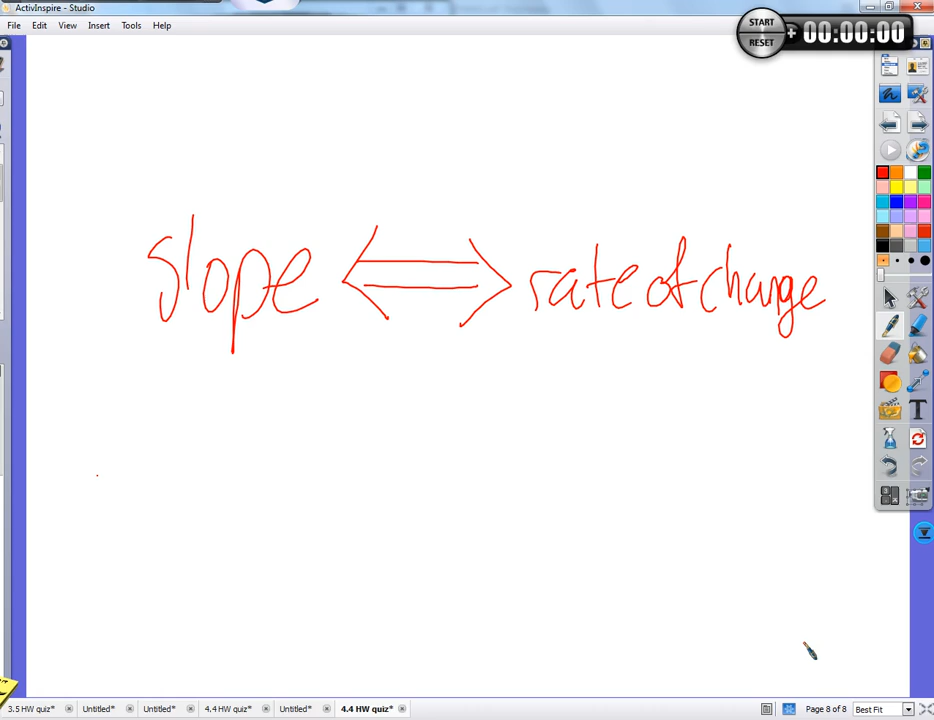 ActivInspire - Studio
File Edit View Insert Tools Help
START
RESET
00:00:00
slope ⟺ rate of change
3.5 HW quiz* Untitled* Untitled* 4.4 HW quiz* Untitled* 4.4 HW quiz* Page 8 of 8 Best Fit